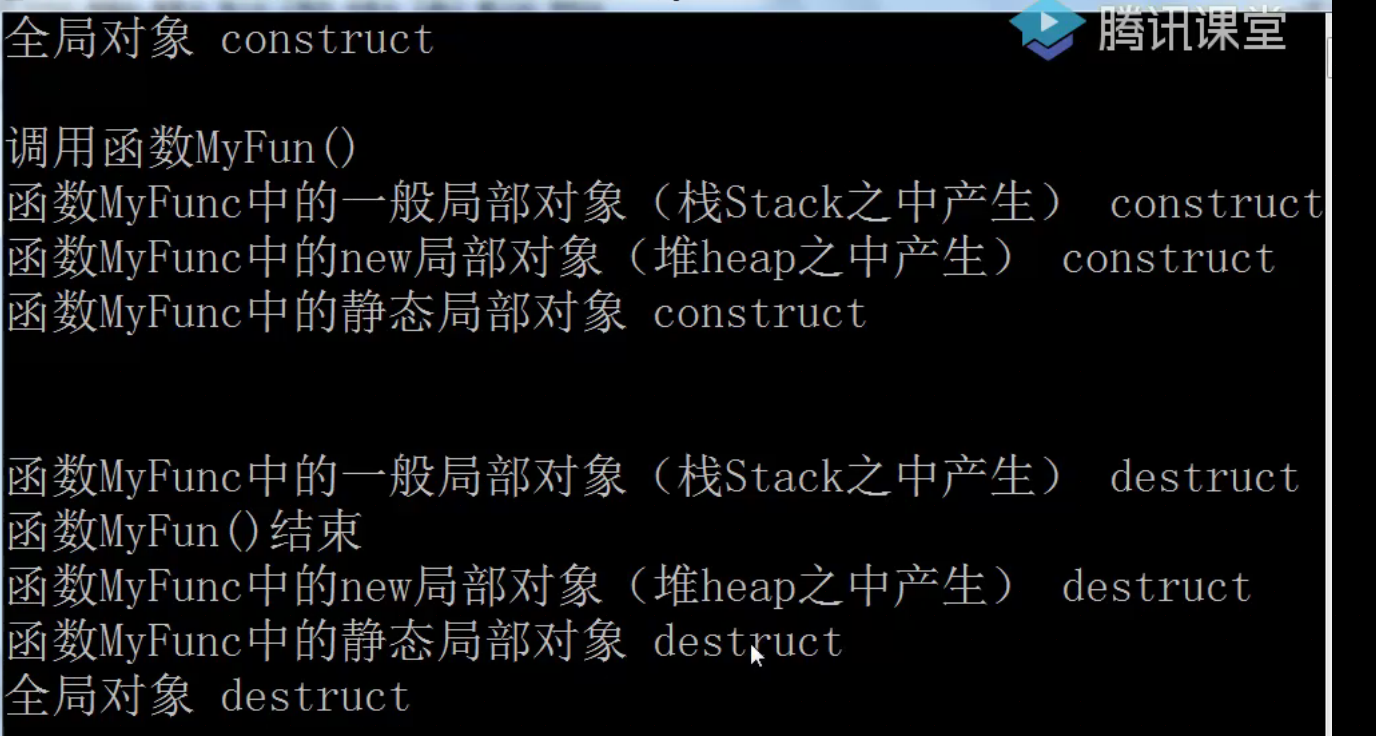 腾讯课堂
全局对象 construct
调用函数MyFun()
函数MyFunc中的一般局部对象（栈Stack之中产生） construct
函数MyFunc中的new局部对象（堆heap之中产生） construct
函数MyFunc中的静态局部对象 construct
函数MyFunc中的一般局部对象（栈Stack之中产生） destruct
函数MyFun()结束
函数MyFunc中的new局部对象（堆heap之中产生） destruct
函数MyFunc中的静态局部对象 destruct
全局对象 destruct